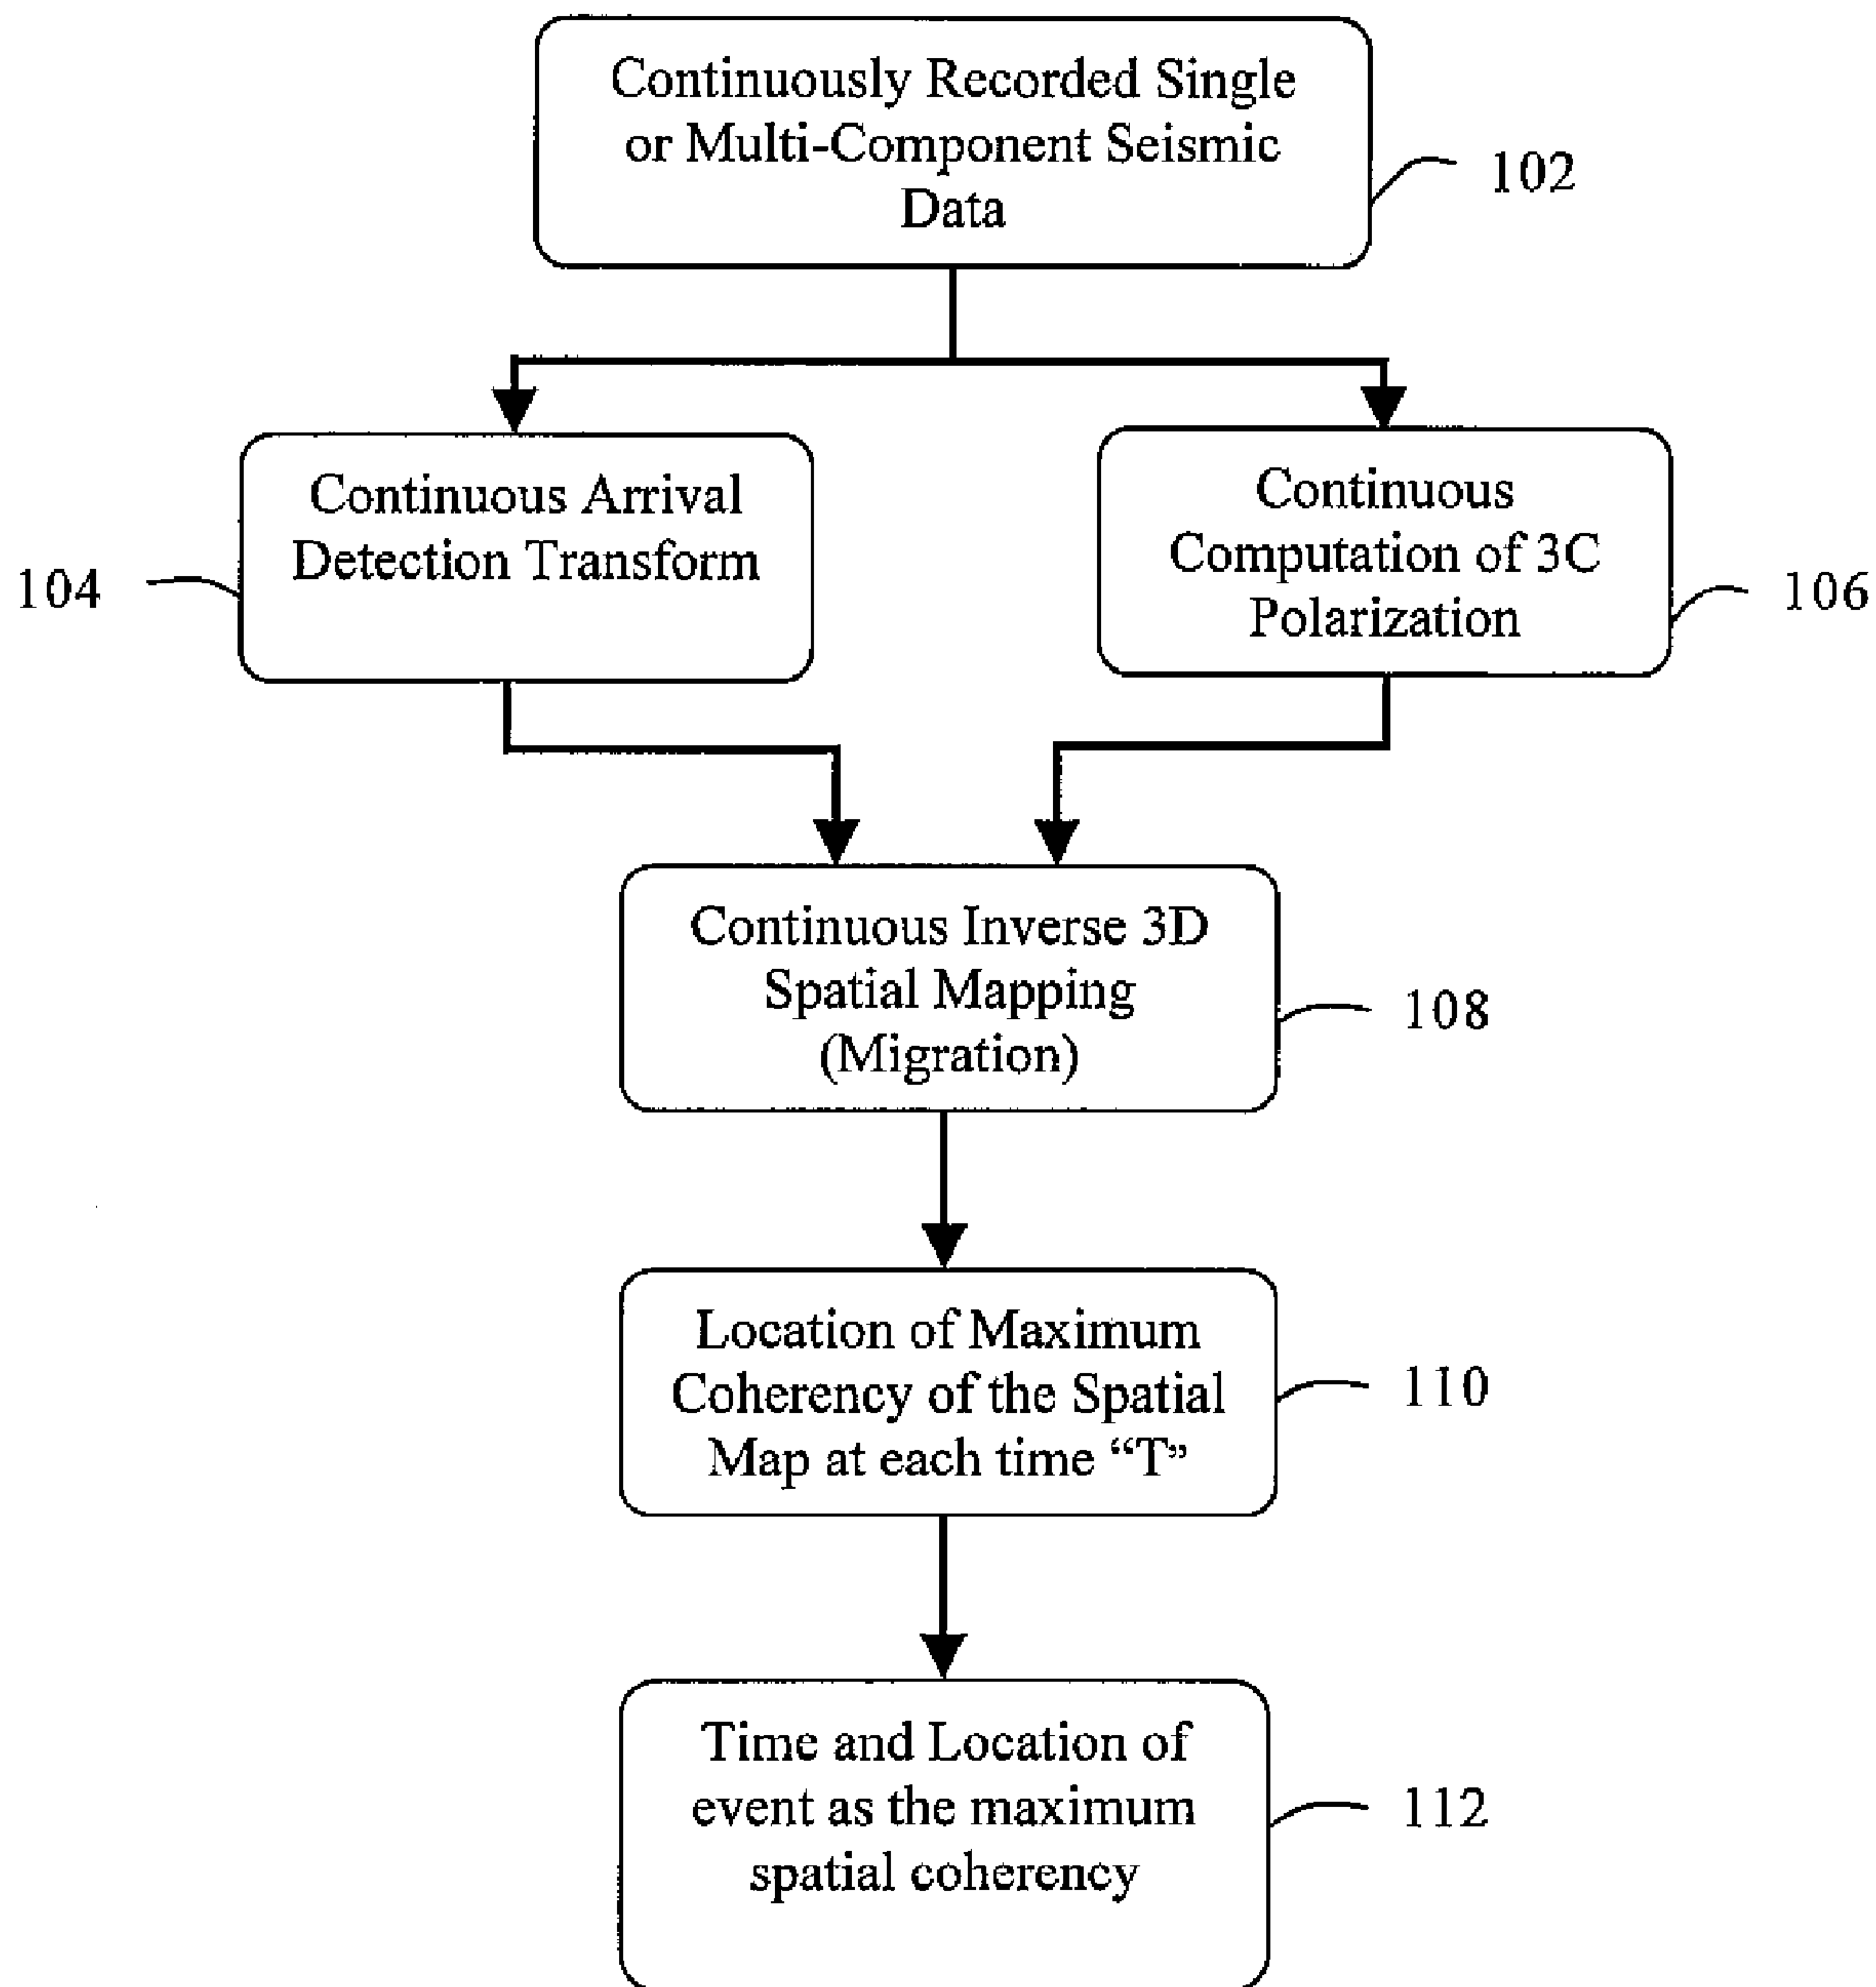 Continuously Recorded Single
or Multi-Component Seismic
Data
102
Continuous Arrival
Detection Transform
104
Continuous
Computation of 3C
Polarization
106
Continuous Inverse 3D
Spatial Mapping
(Migration)
108
Location of Maximum
Coherency of the Spatial
Map at each time “T”
110
Time and Location of
event as the maximum
spatial coherency
112